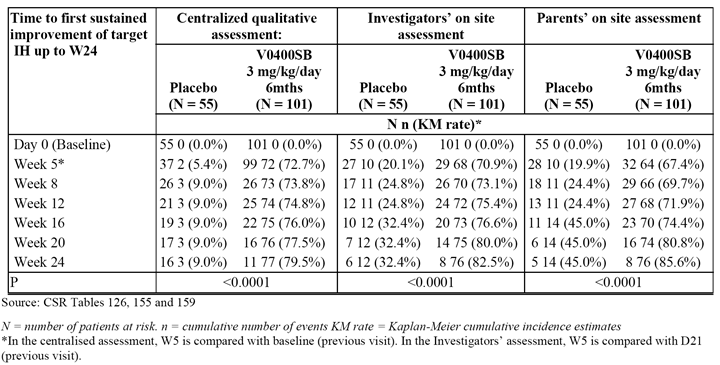 Time to first sustained improvement of target IH up to W24
Centralized qualitative assessment:
Investigators’ on site assessment
Parents’ on site assessment
Placebo (N = 55)
V0400SB 3 mg/kg/day 6mths (N = 101)
Placebo (N = 55)
V0400SB 3 mg/kg/day 6mths (N = 101)
Placebo (N = 55)
V0400SB 3 mg/kg/day 6mths (N = 101)
N n (KM rate)*
Day 0 (Baseline) 55 0 (0.0%) 101 0 (0.0%) 55 0 (0.0%) 101 0 (0.0%) 55 0 (0.0%) 101 0 (0.0%)
Week 5* 37 2 (5.4%) 99 72 (72.7%) 27 10 (20.1%) 29 68 (70.9%) 28 10 (19.9%) 32 64 (67.4%)
Week 8 26 3 (9.0%) 26 73 (73.8%) 17 11 (24.8%) 26 70 (73.1%) 18 11 (24.4%) 29 66 (69.7%)
Week 12 21 3 (9.0%) 25 74 (74.8%) 12 11 (24.8%) 24 72 (75.4%) 13 11 (24.4%) 27 68 (71.9%)
Week 16 19 3 (9.0%) 22 75 (76.0%) 10 12 (32.4%) 20 73 (76.6%) 11 14 (45.0%) 23 70 (74.4%)
Week 20 17 3 (9.0%) 16 76 (77.5%) 7 12 (32.4%) 14 75 (80.0%) 6 14 (45.0%) 16 74 (80.8%)
Week 24 16 3 (9.0%) 11 77 (79.5%) 6 12 (32.4%) 8 76 (82.5%) 5 14 (45.0%) 8 76 (85.6%)
P <0.0001 <0.0001 <0.0001
Source: CSR Tables 126, 155 and 159
N = number of patients at risk. n = cumulative number of events KM rate = Kaplan-Meier cumulative incidence estimates
*In the centralised assessment, W5 is compared with baseline (previous visit). In the Investigators’ assessment, W5 is compared with D21
(previous visit).